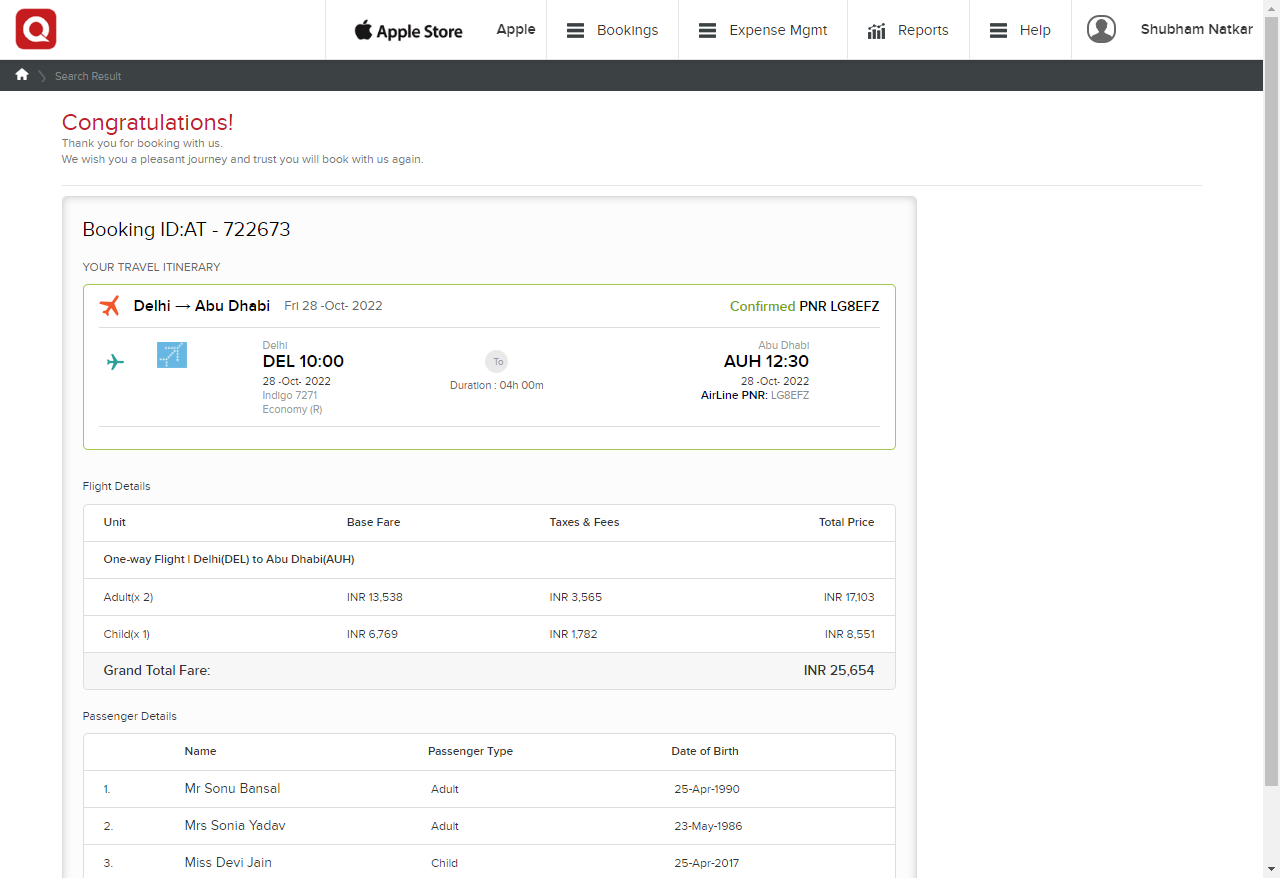 Apple Store Apple Bookings Expense Mgmt Reports Help Shubham Natkar
Search Result
Congratulations!
Thank you for booking with us.
We wish you a pleasant journey and trust you will book with us again.
Booking ID:AT - 722673
YOUR TRAVEL ITINERARY
Delhi → Abu Dhabi Fri 28 -Oct- 2022 Confirmed PNR LG8EFZ
Delhi Abu Dhabi
DEL 10:00 To AUH 12:30
28 -Oct- 2022 Duration : 04h 00m 28 -Oct- 2022
Indigo 7271 AirLine PNR: LG8EFZ
Economy (R)
Flight Details
Unit Base Fare Taxes & Fees Total Price
One-way Flight | Delhi(DEL) to Abu Dhabi(AUH)
Adult(x 2) INR 13,538 INR 3,565 INR 17,103
Child(x 1) INR 6,769 INR 1,782 INR 8,551
Grand Total Fare: INR 25,654
Passenger Details
Name Passenger Type Date of Birth
1. Mr Sonu Bansal Adult 25-Apr-1990
2. Mrs Sonia Yadav Adult 23-May-1986
3. Miss Devi Jain Child 25-Apr-2017